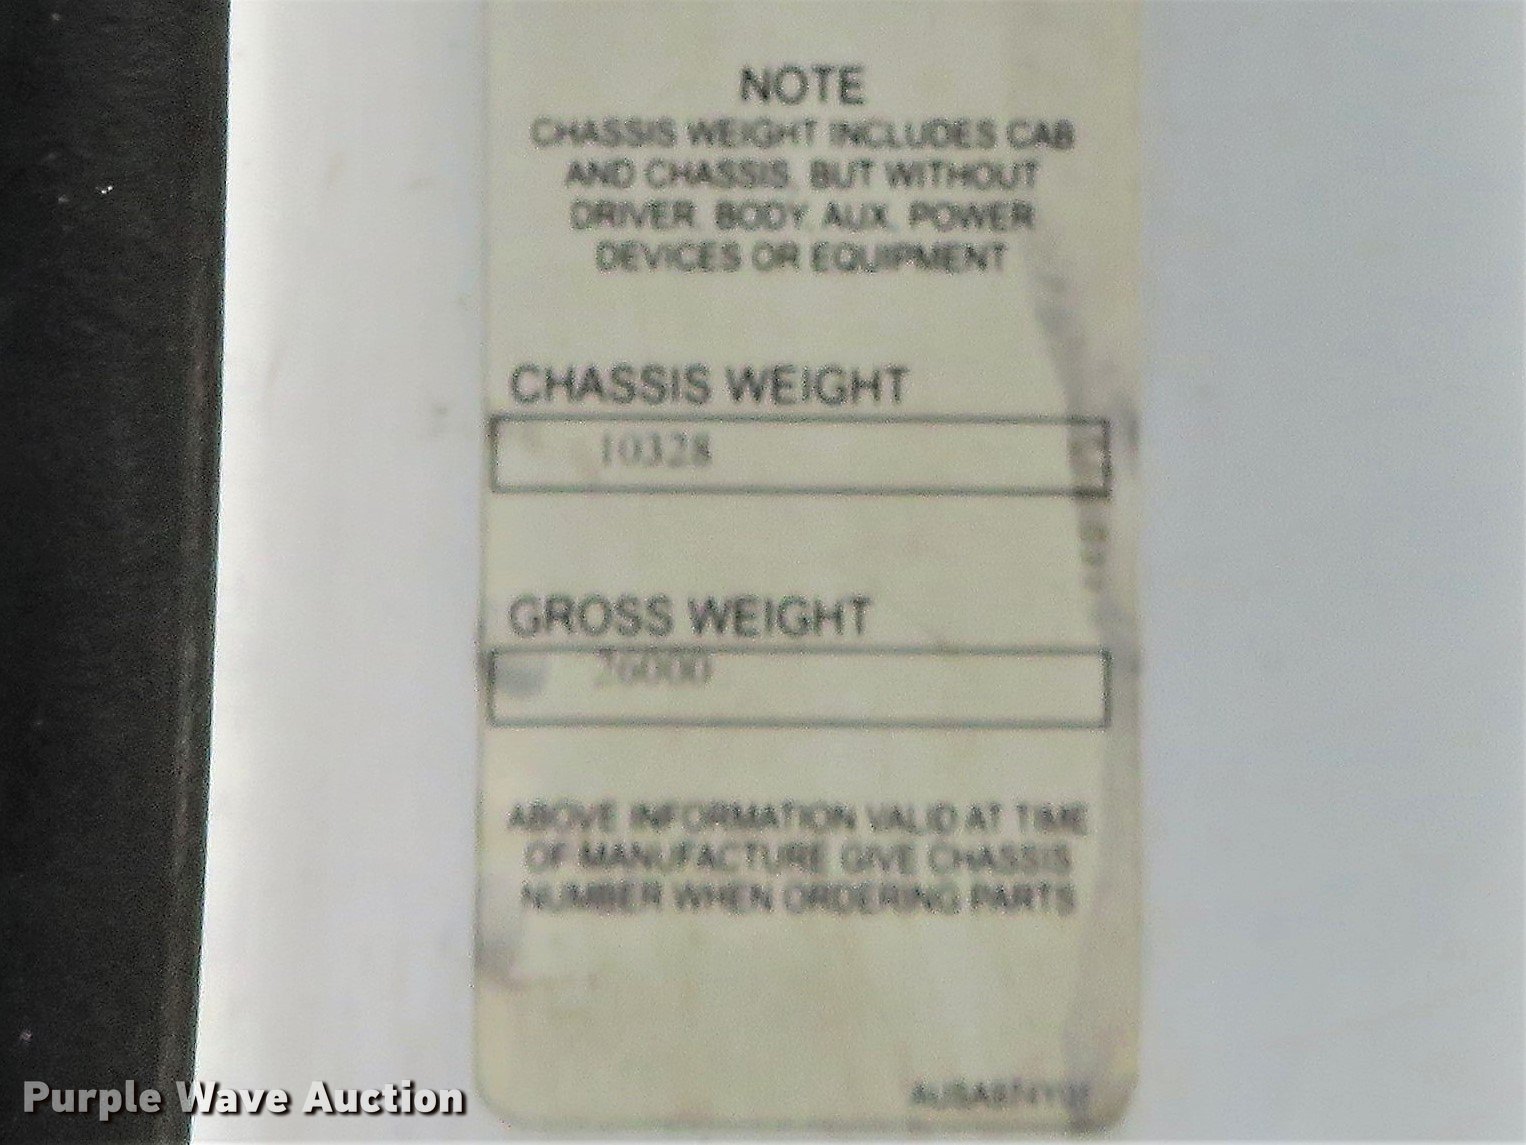 NOTE
CHASSIS WEIGHT INCLUDES CAB
AND CHASSIS, BUT WITHOUT
DRIVER, BODY, AUX. POWER
DEVICES OR EQUIPMENT
CHASSIS WEIGHT
10328
GROSS WEIGHT
26000
ABOVE INFORMATION VALID AT TIME
OF MANUFACTURE GIVE CHASSIS
NUMBER WHEN ORDERING PARTS
Purple Wave Auction